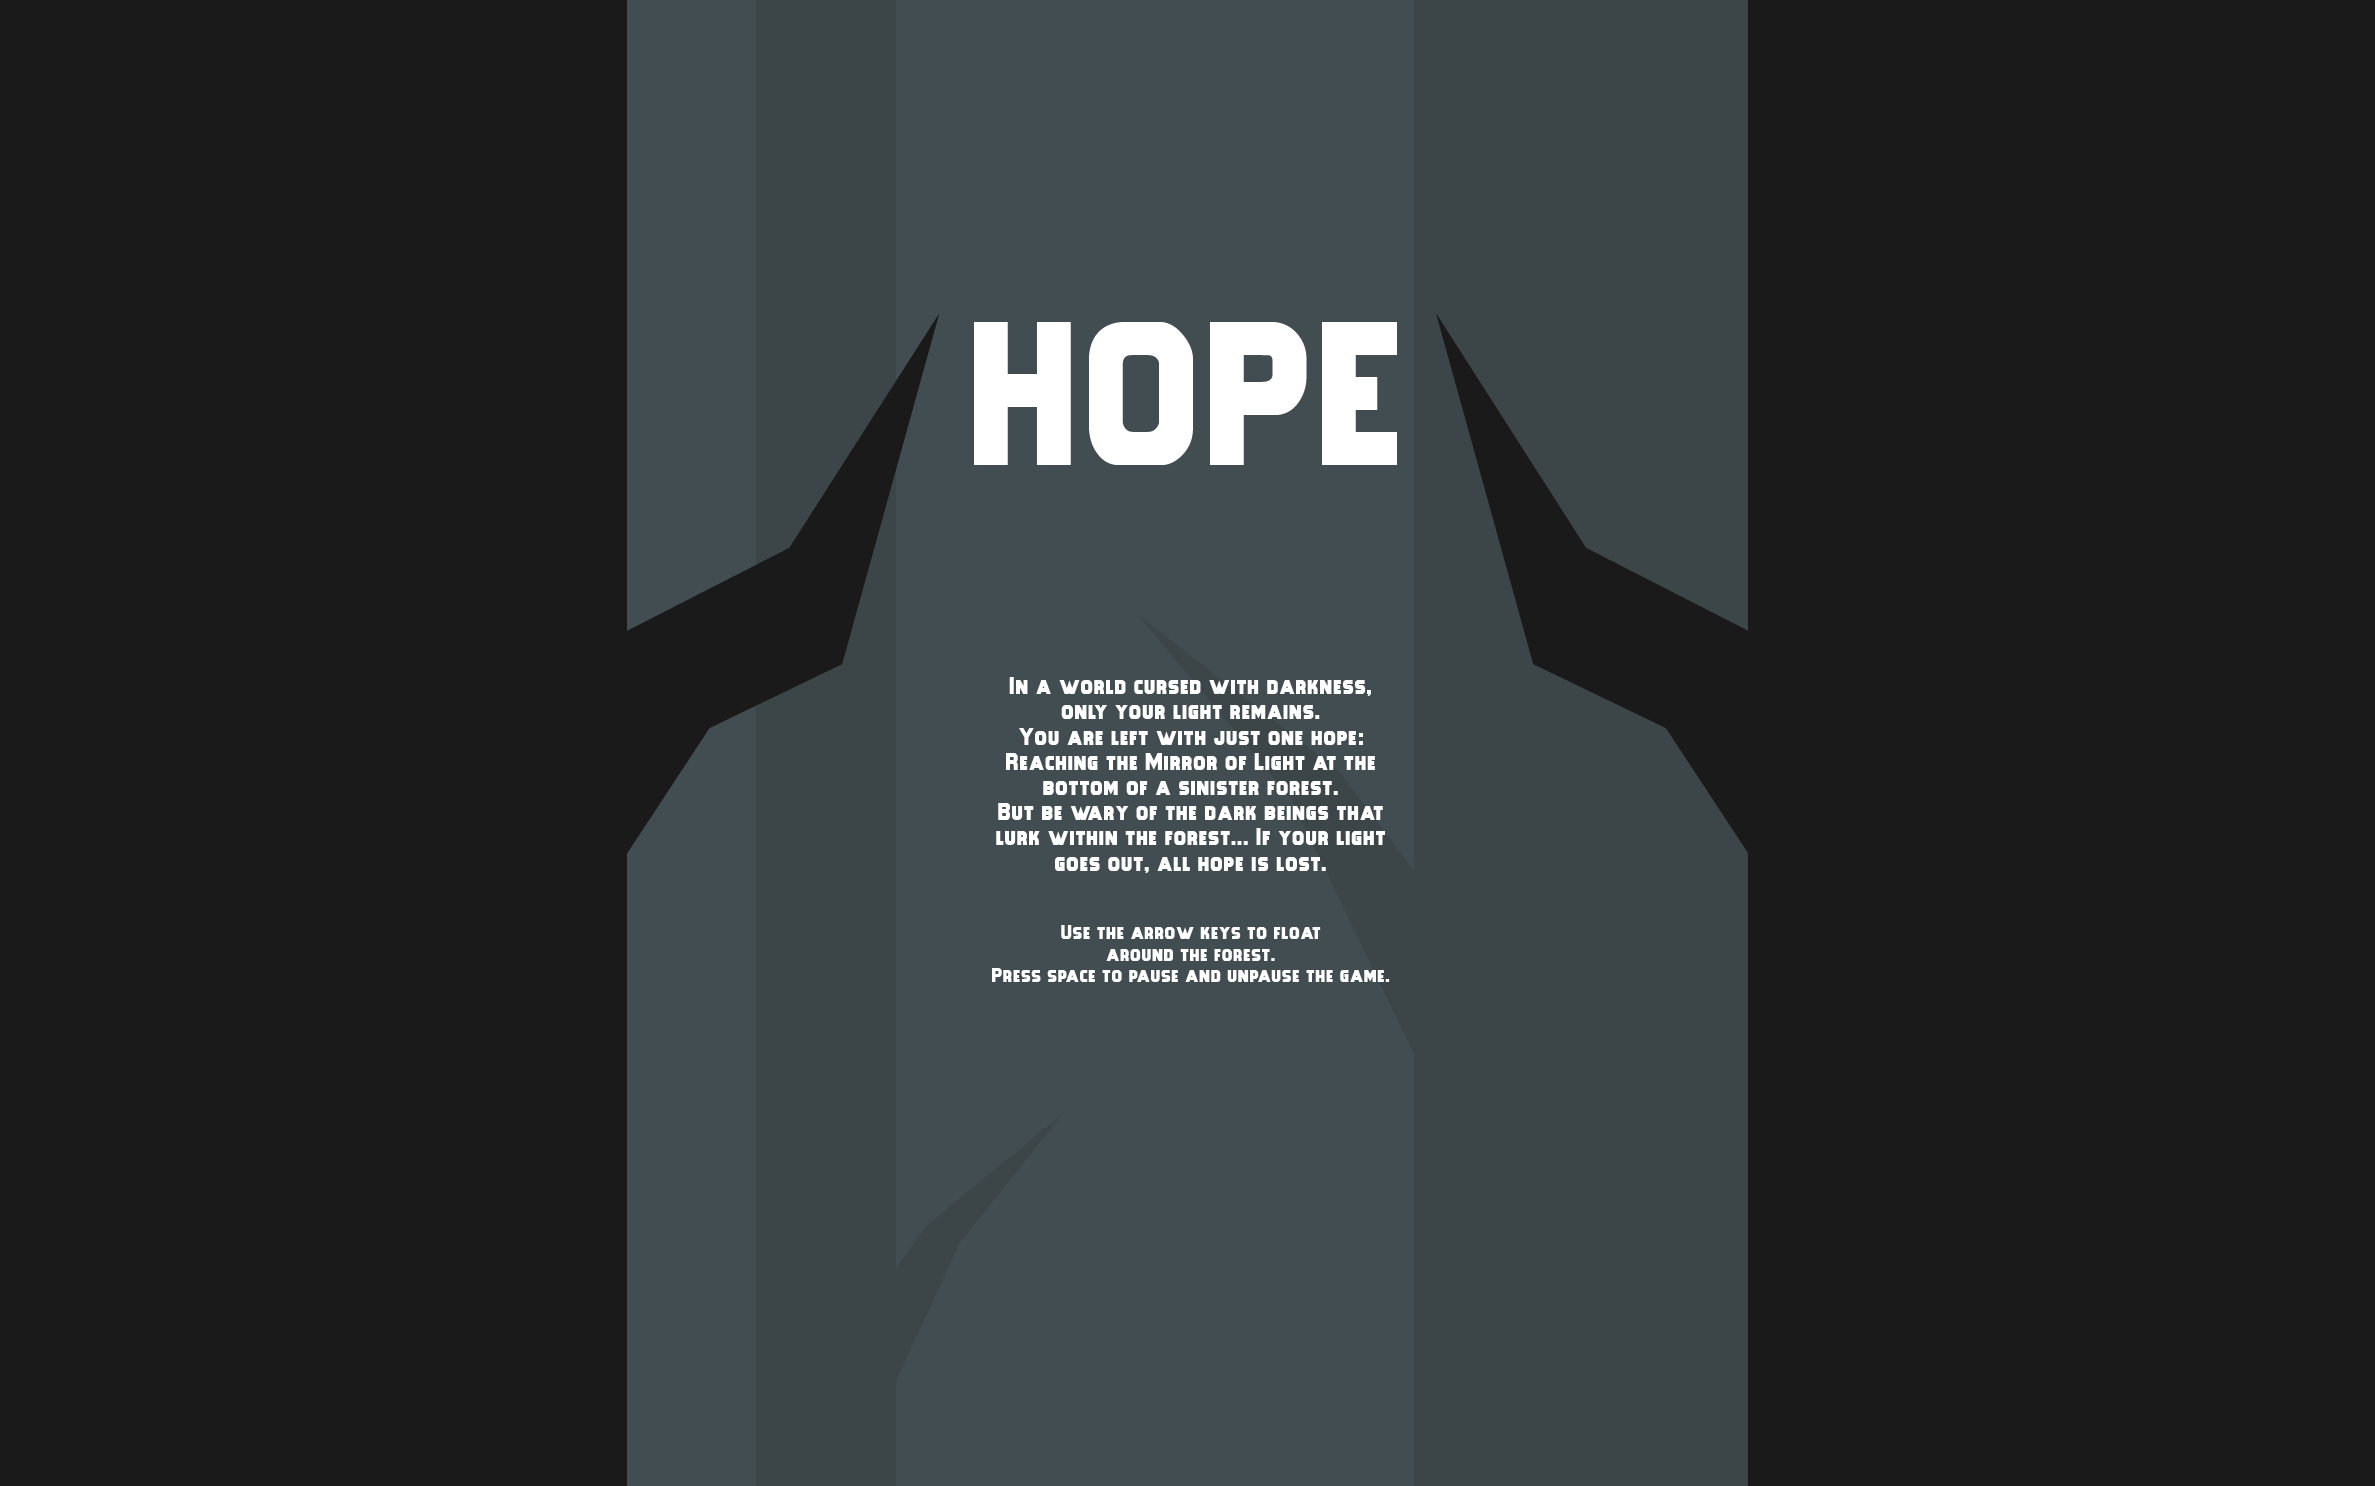 HOPE
In a world cursed with darkness,
only your light remains.
You are left with just one hope:
Reaching the Mirror of Light at the
bottom of a sinister forest.
But be wary of the dark beings that
lurk within the forest... If your light
goes out, all hope is lost.
Use the arrow keys to float
around the forest.
Press space to pause and unpause the game.